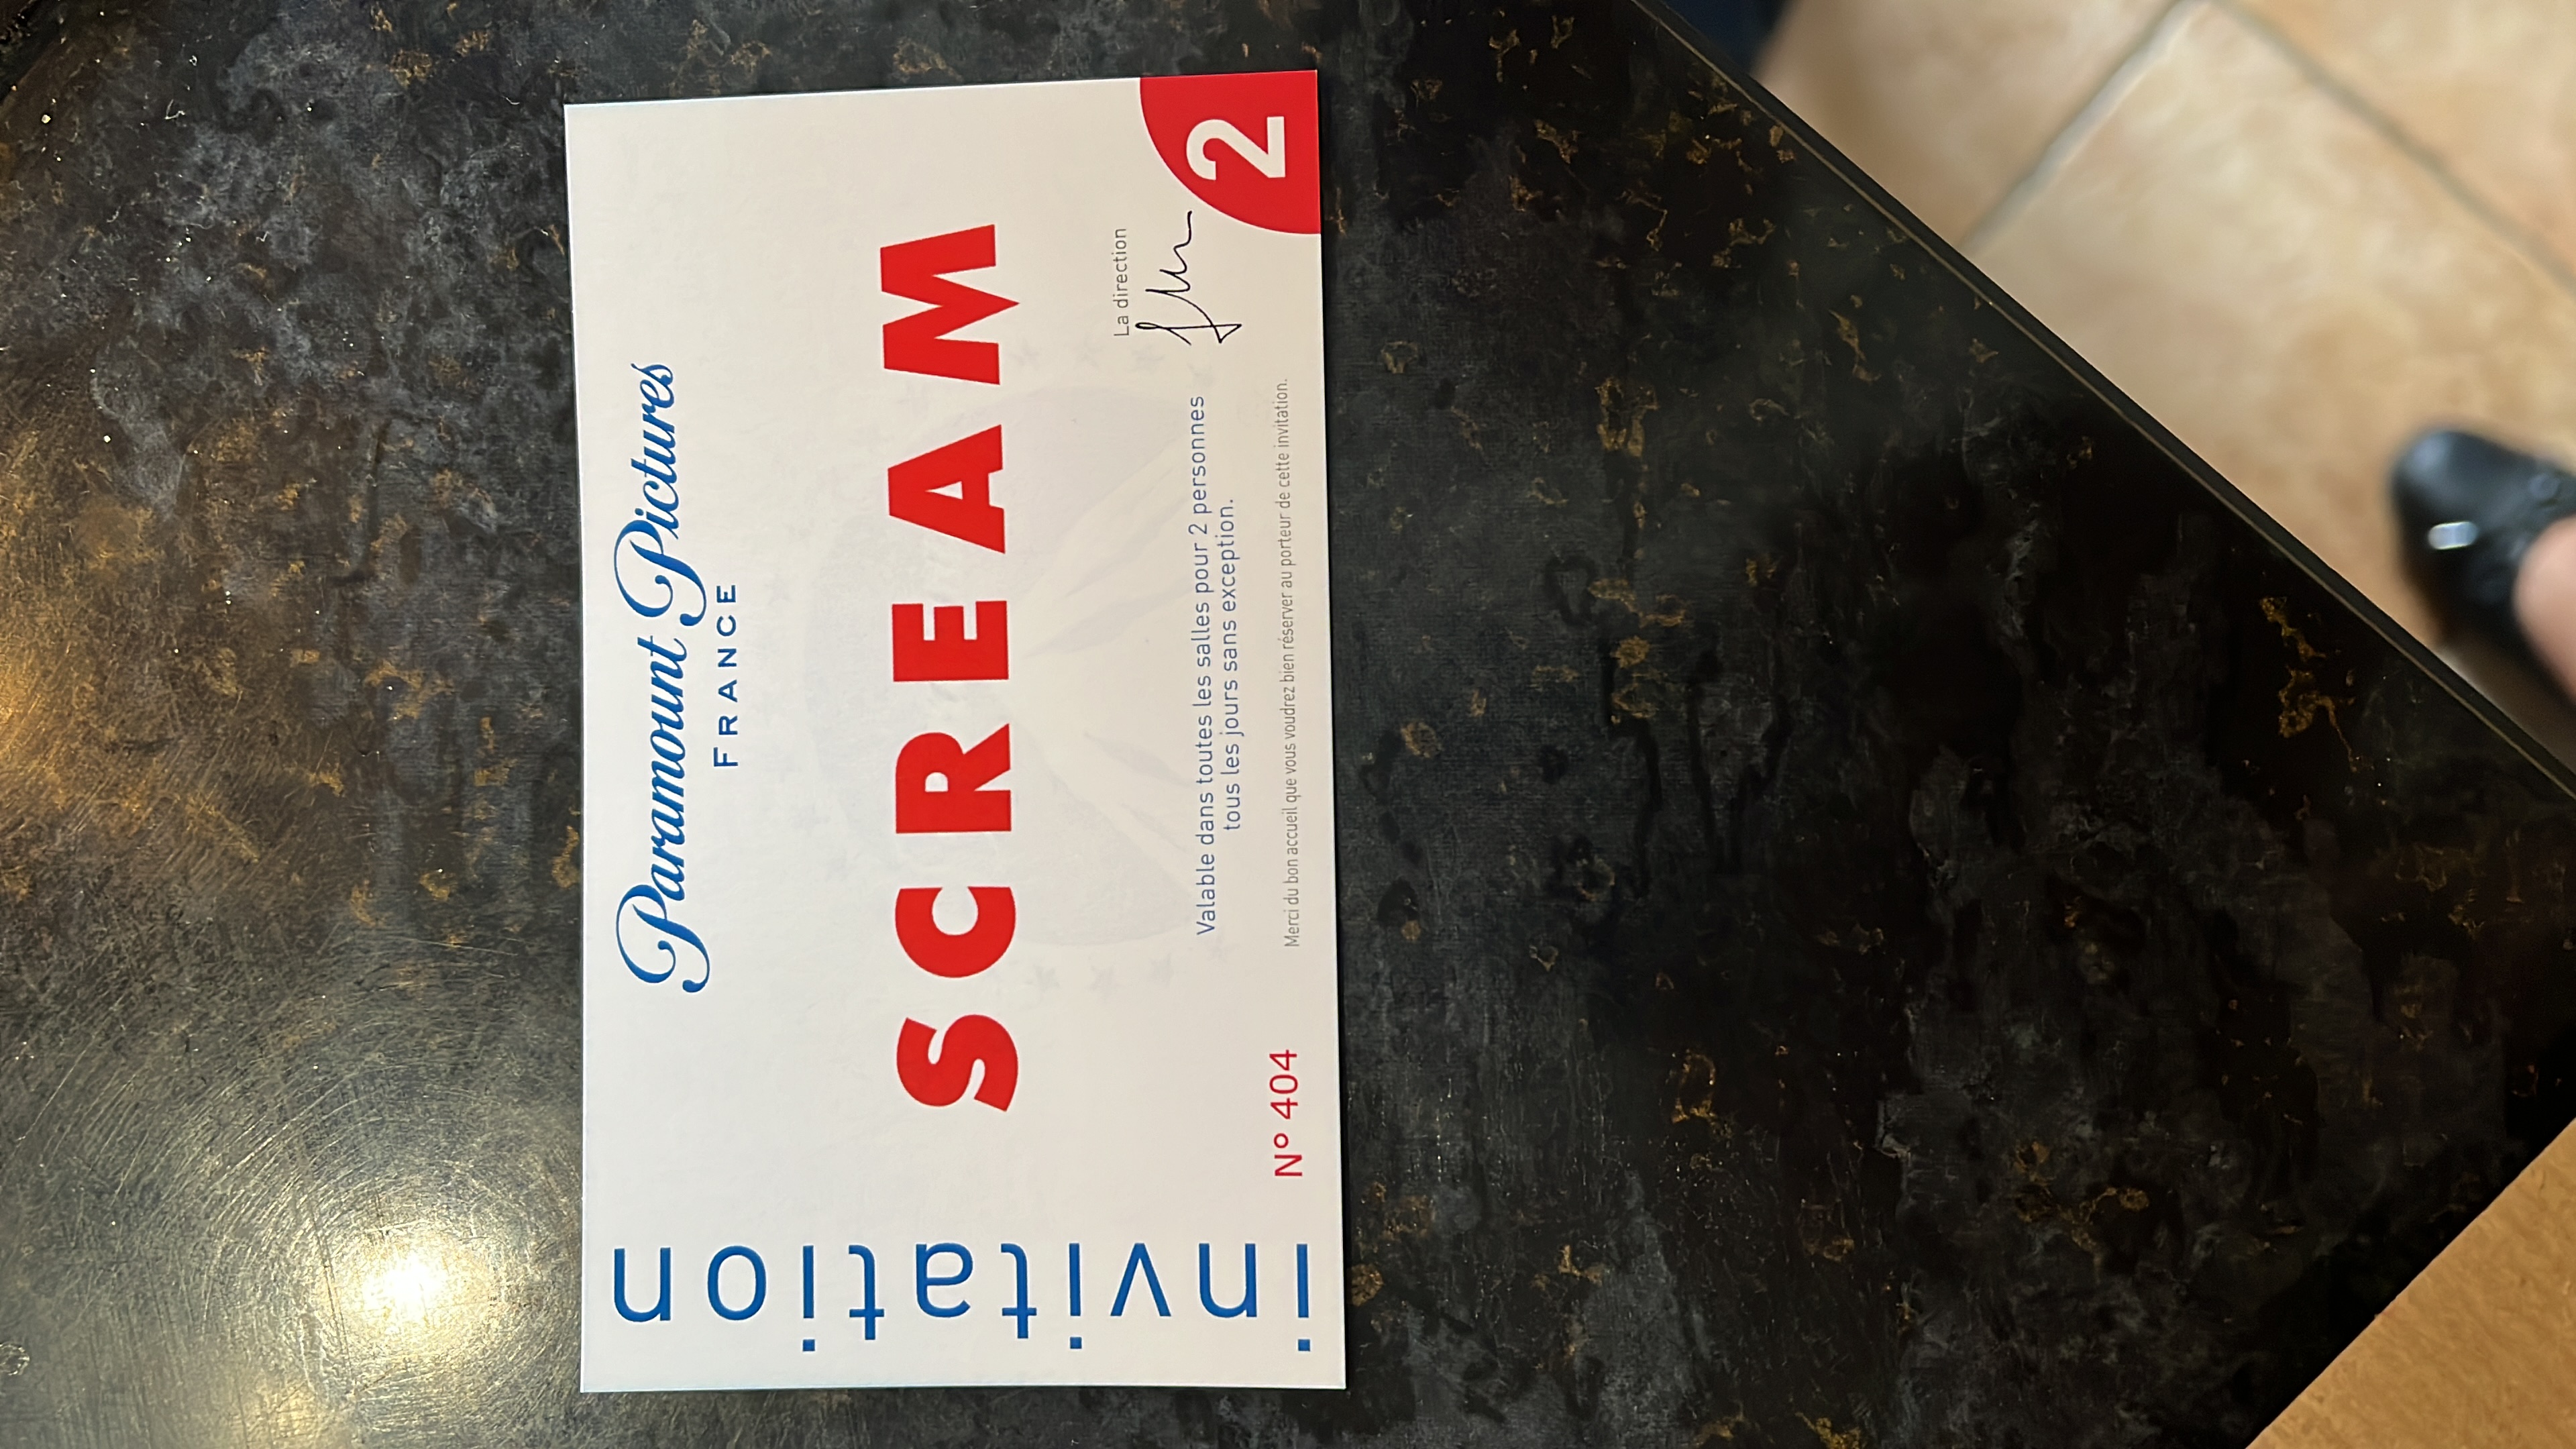 invitation
Paramount Pictures
FRANCE
SCREAM
La direction
Valable dans toutes les salles pour 2 personnes
tous les jours sans exception.
Merci du bon accueil que vous voudrez bien réserver au porteur de cette invitation.
N° 404
2